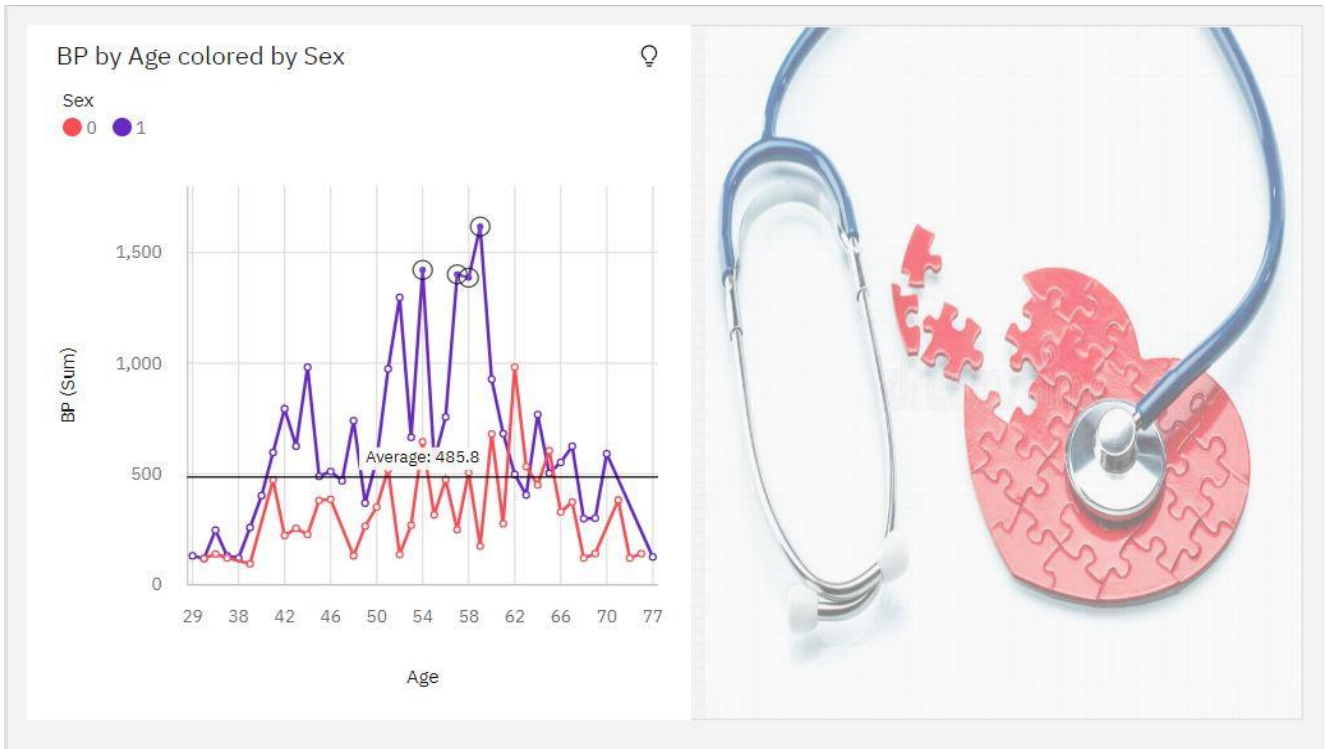 BP by Age colored by Sex
Sex
0 1
1,500
1,000
500
0
BP (Sum)
Average: 485.8
29 38 42 46 50 54 58 62 66 70 77
Age